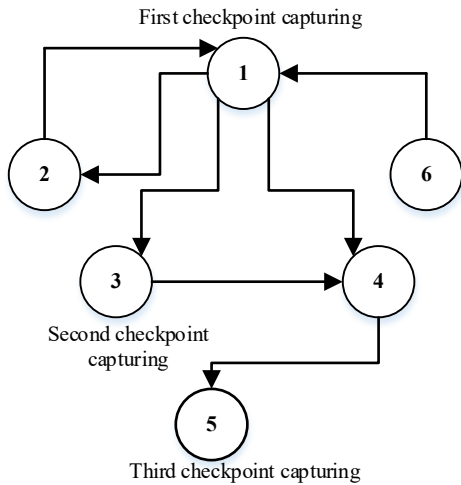 First checkpoint capturing
1
2
6
3
4
Second checkpoint
capturing
5
Third checkpoint capturing